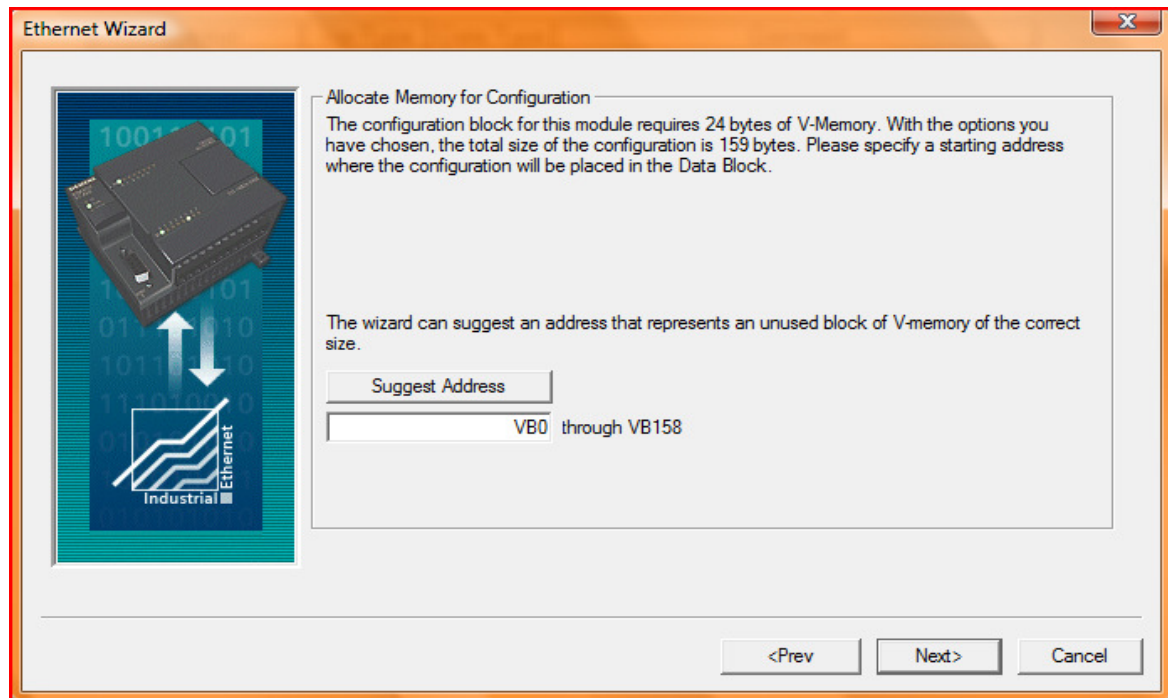 Ethernet Wizard
Allocate Memory for Configuration
The configuration block for this module requires 24 bytes of V-Memory. With the options you
have chosen, the total size of the configuration is 159 bytes. Please specify a starting address
where the configuration will be placed in the Data Block.
The wizard can suggest an address that represents an unused block of V-memory of the correct
size.
Suggest Address
VB0 through VB158
Industrial
Ethernet
<Prev
Next>
Cancel